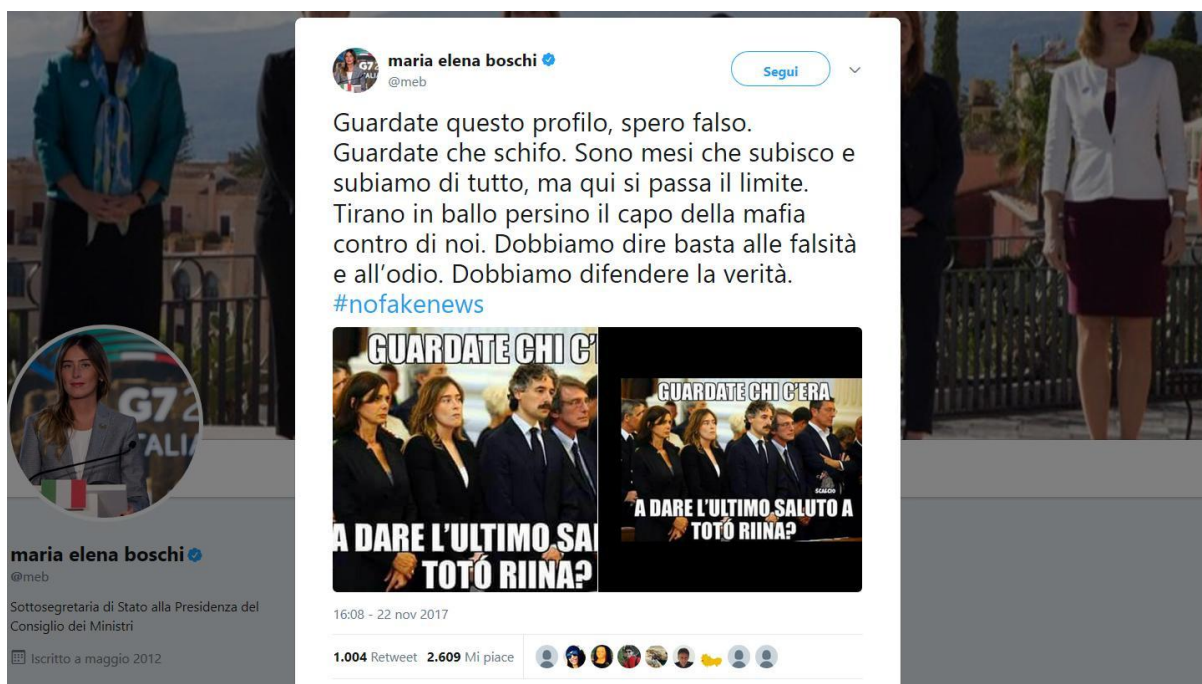 maria elena boschi
@meb
Segui
Guardate questo profilo, spero falso.
Guardate che schifo. Sono mesi che subisco e
subiamo di tutto, ma qui si passa il limite.
Tirano in ballo persino il capo della mafia
contro di noi. Dobbiamo dire basta alle falsità
e all’odio. Dobbiamo difendere la verità.
#nofakenews
GUARDATE CHI C'
A DARE L'ULTIMO SAL
TOTÓ RIINA?
GUARDATE CHI C'ERA
A DARE L'ULTIMO SALUTO A
TOTÓ RIINA?
16:08 - 22 nov 2017
1.004 Retweet 2.609 Mi piace
G7
ITALIA
maria elena boschi
@meb
Sottosegretaria di Stato alla Presidenza del
Consiglio dei Ministri
Iscritto a maggio 2012